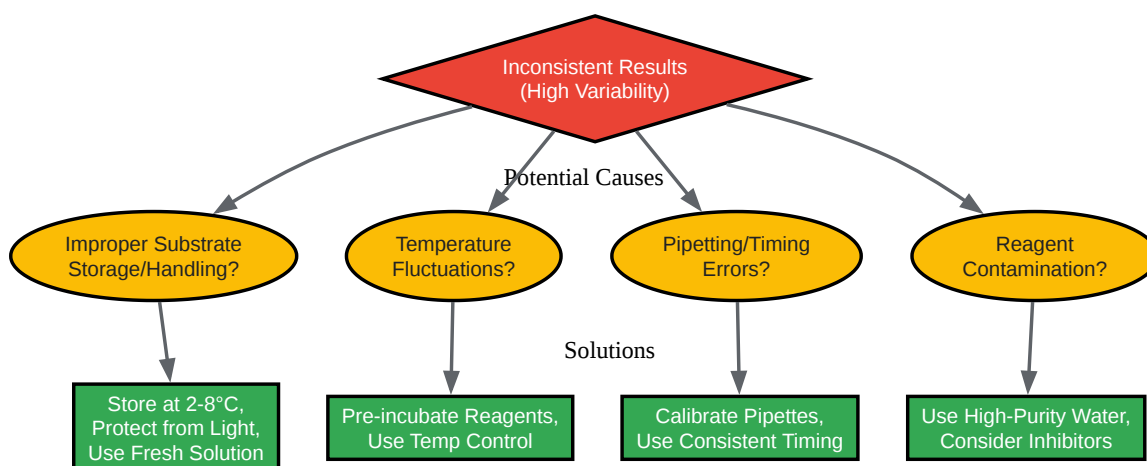 Inconsistent Results
(High Variability)
Potential Causes
Improper Substrate
Storage/Handling?
Temperature
Fluctuations?
Pipetting/Timing
Errors?
Reagent
Contamination?
Solutions
Store at 2-8°C,
Protect from Light,
Use Fresh Solution
Pre-incubate Reagents,
Use Temp Control
Calibrate Pipettes,
Use Consistent Timing
Use High-Purity Water,
Consider Inhibitors